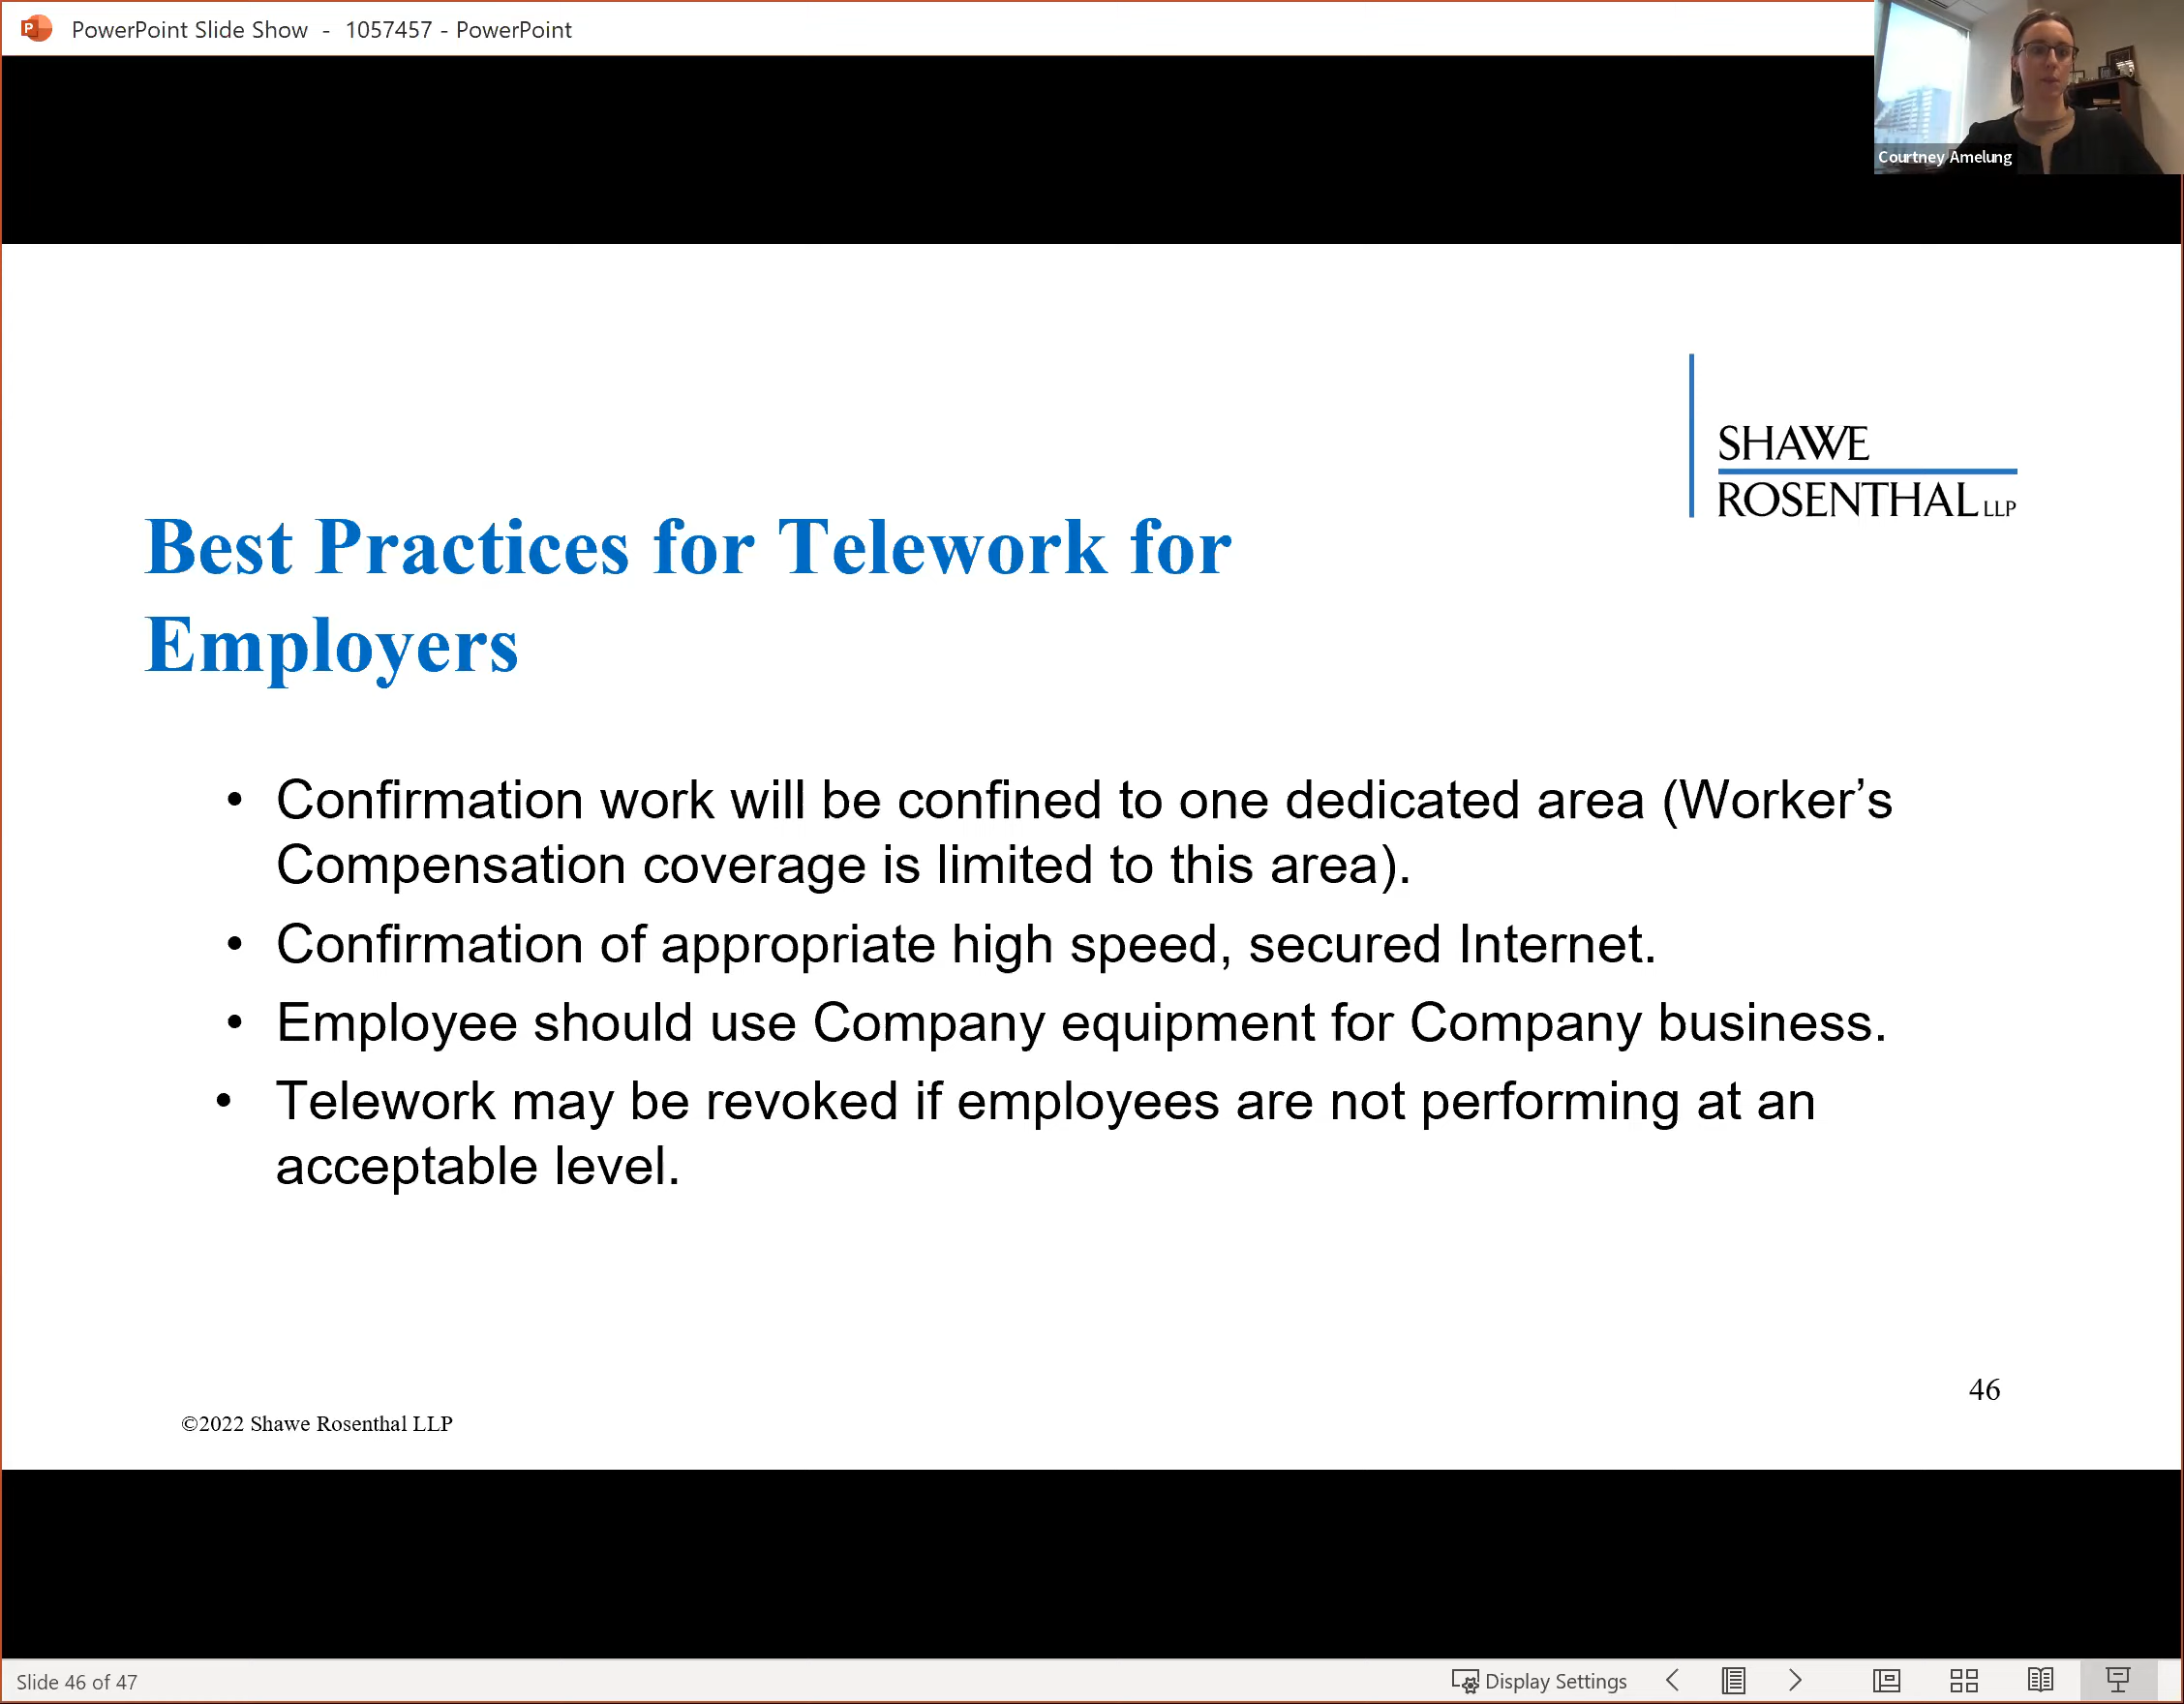 PowerPoint Slide Show - 1057457 - PowerPoint
Courtney Amelung
SHAWE
ROSENTHAL LLP
Best Practices for Telework for
Employers
• Confirmation work will be confined to one dedicated area (Worker’s
Compensation coverage is limited to this area).
• Confirmation of appropriate high speed, secured Internet.
• Employee should use Company equipment for Company business.
• Telework may be revoked if employees are not performing at an
acceptable level.
46
©2022 Shawe Rosenthal LLP
Slide 46 of 47
Display Settings